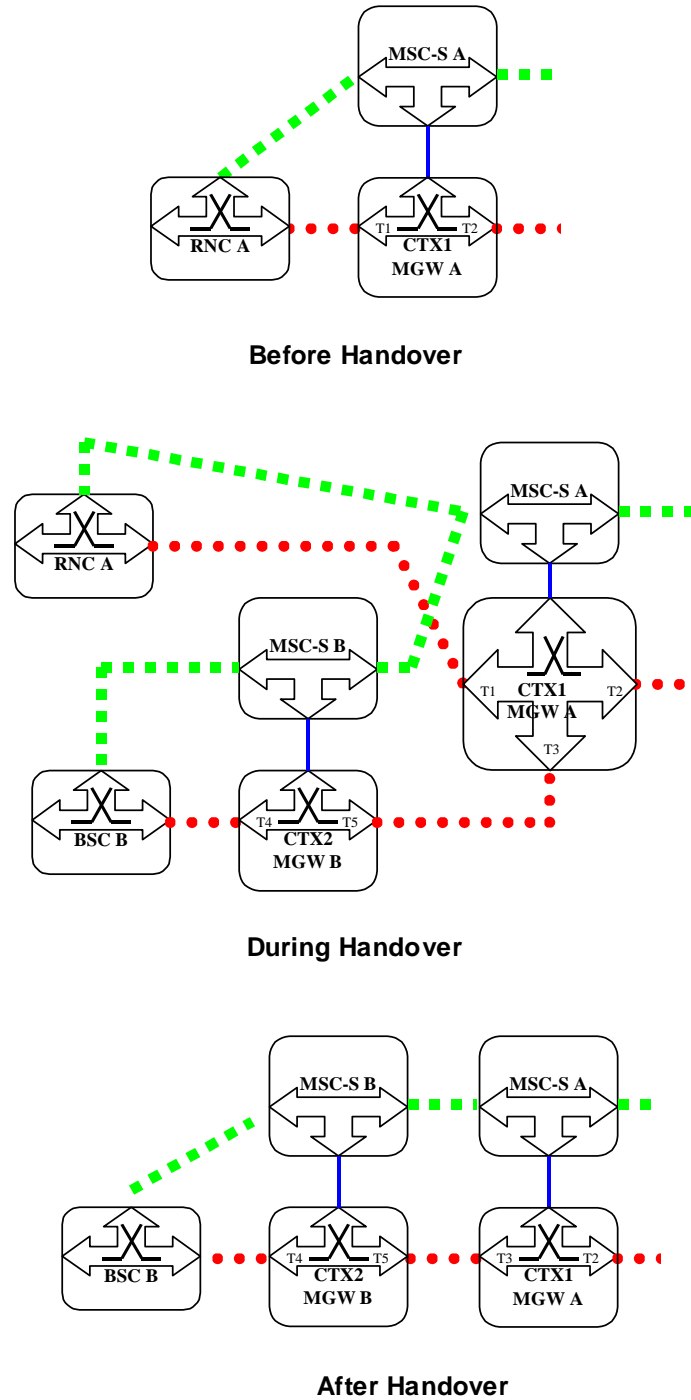 MSC-S A
RNC A
T1
T2
CTX1
MGW A
Before Handover
MSC-S A
RNC A
MSC-S B
T1
CTX1
T2
MGW A
T3
BSC B
T4
T5
CTX2
MGW B
During Handover
MSC-S B
MSC-S A
BSC B
T4
T5
CTX2
MGW B
T3
T2
CTX1
MGW A
After Handover